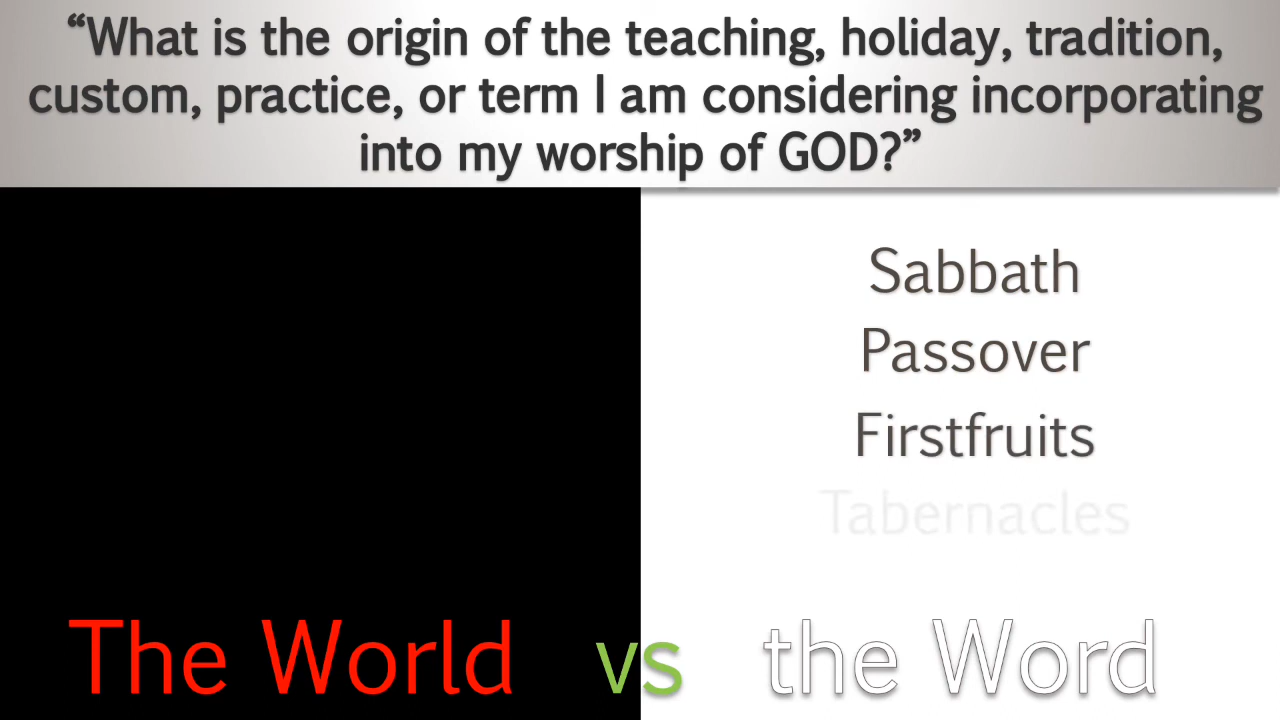 “What is the origin of the teaching, holiday, tradition,
custom, practice, or term I am considering incorporating
into my worship of GOD?”
Sabbath
Passover
Firstfruits
Tabernacles
The World vs the Word